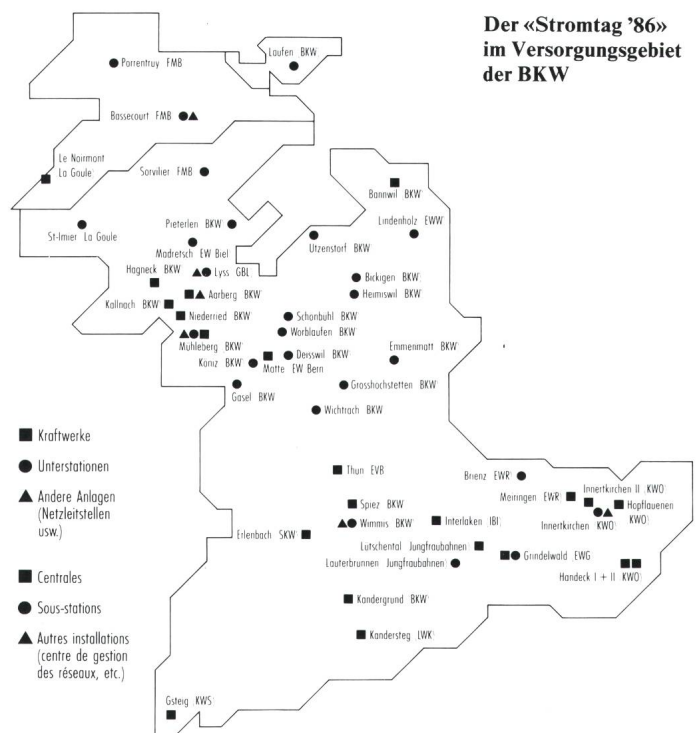 Der «Stromtag ’86»
im Versorgungsgebiet
der BKW
Laufen BKW
Porrentruy FMB
Bassecourt FMB
Le Noirmont
La Goule
Sorvilier FMB
Bannwil BKW
St-Imier La Goule
Pieterlen BKW
Lindenholz EWW
Madretsch EW Biel
Utzenstorf BKW
Hagneck BKW
Lyss GBL
Bickigen BKW
Aarberg BKW
Heimiswil BKW
Kallnach BKW
Niederried BKW
Schönbühl BKW
Worblaufen BKW
Mühleberg BKW
Emmenmatt BKW
Deisswil BKW
Köniz BKW
Matte EW Bern
Gasel BKW
Grosshöchstetten BKW
Wichtrach BKW
Kraftwerke
Unterstationen
Andere Anlagen
(Netzleitstellen
usw.)
Thun EVB
Brienz EWR
Innertkirchen II KWO
Meiringen EWR
Hopflauenen
KWO
Spiez BKW
Innertkirchen KWO
Wimmis BKW
Interlaken IBI
Erlenbach SKW
Lütschental Jungfraubahnen
Grindelwald EWG
Lauterbrunnen Jungfraubahnen
Handeck I + II KWO
Centrales
Sous-stations
Autres installations
(centre de gestion
des réseaux, etc.)
Kandergrund BKW
Kandersteg LWK
Gsteig KWS